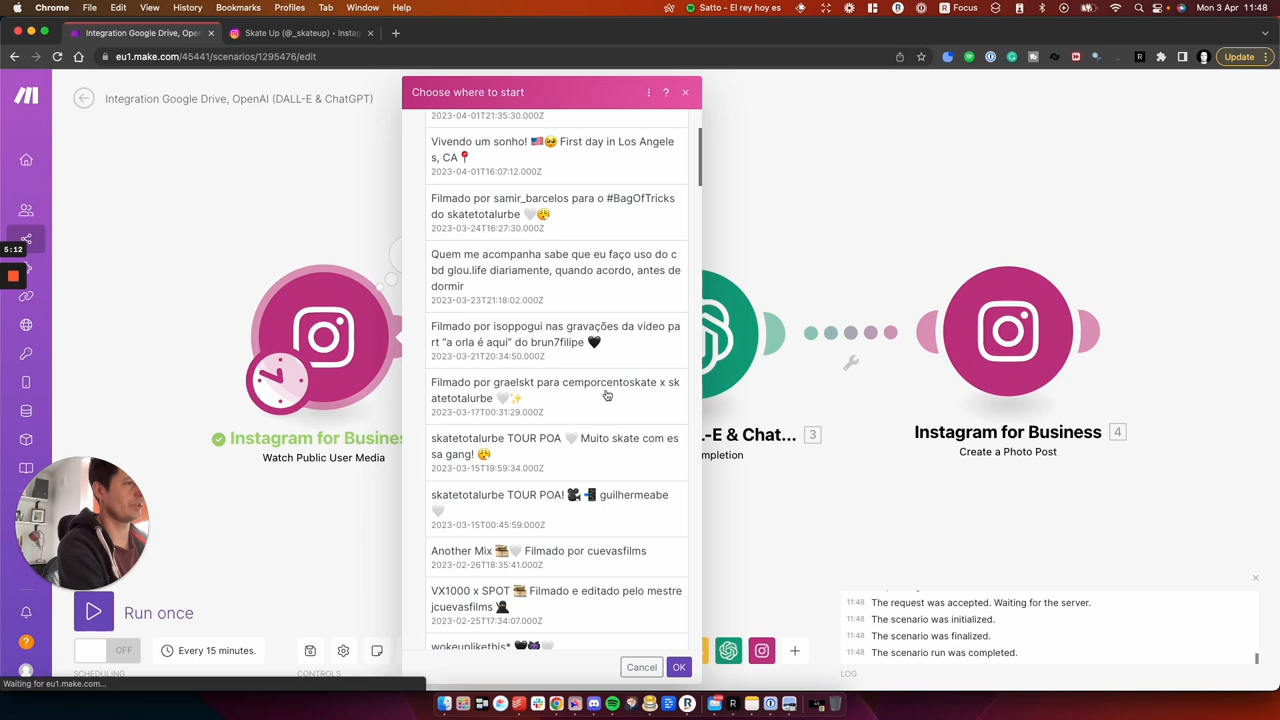 Chrome File Edit View History Bookmarks Profiles Tab Window Help
Satto - El rey hoy es
Focus
Mon 3 Apr 11:48
Integration Google Drive, Open
Skate Up (@_skateup) • Instag
eu1.make.com/45441/scenarios/1295476/edit
Update
Integration Google Drive, OpenAI (DALL-E & ChatGPT)
Choose where to start
2023-04-01T21:35:30.000Z
Vivendo um sonho! 🇺🇸🥹 First day in Los Angele
s, CA📍
2023-04-01T16:07:12.000Z
Filmado por samir_barcelos para o #BagOfTricks
do skatetotalurbe 🤍😮‍💨
2023-03-24T16:27:30.000Z
Quem me acompanha sabe que eu faço uso do c
bd glou.life diariamente, quando acordo, antes de
dormir
2023-03-23T21:18:02.000Z
Filmado por isoppogui nas gravações da vídeo pa
rt “a orla é aqui” do brun7filipe 🖤
2023-03-21T20:34:50.000Z
Filmado por graelskt para cemporcentoskate x sk
atetotalurbe 🤍✨
2023-03-17T00:31:29.000Z
skatetotalurbe TOUR POA 🤍 Muito skate com es
sa gang! 😮‍💨
2023-03-15T19:59:34.000Z
skatetotalurbe TOUR POA! 🎥 📲 guilhermeabe
🤍
2023-03-15T00:45:59.000Z
Another Mix 🤍 Filmado por cuevasfilms
2023-02-26T18:35:41.000Z
VX1000 x SPOT Filmado e editado pelo mestre
jcuevasfilms 🥷🏿
2023-02-25T17:34:07.000Z
wokeuplikethis* 🖤🤍
Cancel
OK
5:12
Instagram for Busines
Watch Public User Media
L-E & Chat... 3
mpletion
Instagram for Business 4
Create a Photo Post
Run once
OFF
Every 15 minutes.
SCHEDULING
CONTROLS
11:48 The request was accepted. Waiting for the server.
11:48 The scenario was initialized.
11:48 The scenario was finalized.
11:48 The scenario run was completed.
LOG
Waiting for eu1.make.com...